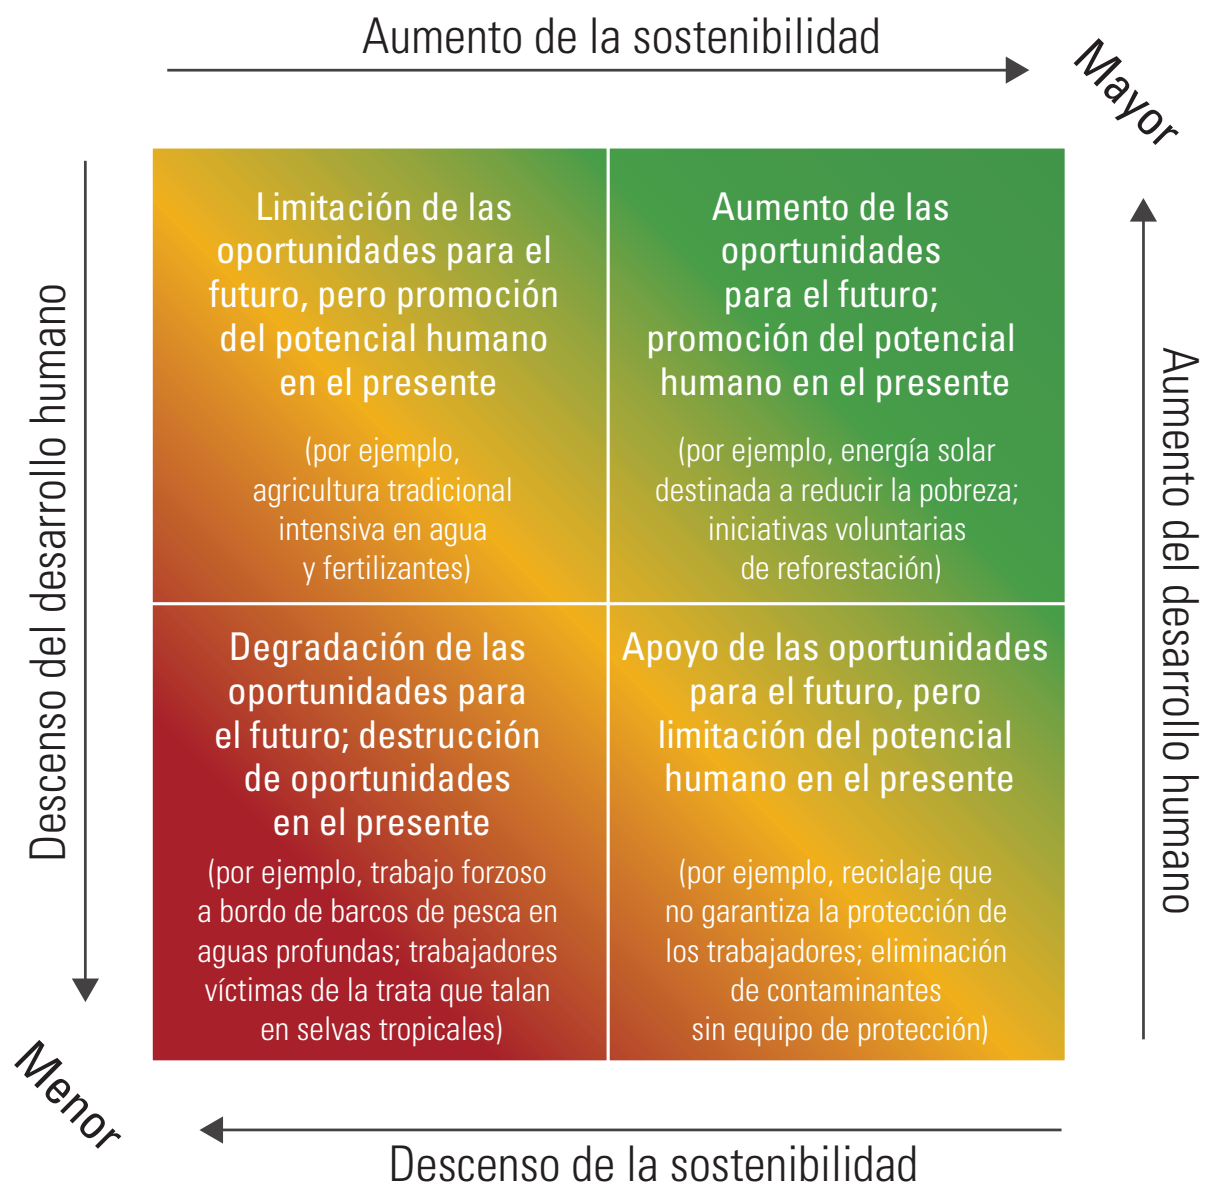 Aumento de la sostenibilidad
Mayor
Descenso del desarrollo humano
Limitación de las
oportunidades para el
futuro, pero promoción
del potencial humano
en el presente
(por ejemplo,
agricultura tradicional
intensiva en agua
y fertilizantes)
Aumento de las
oportunidades
para el futuro;
promoción del potencial
humano en el presente
(por ejemplo, energía solar
destinada a reducir la pobreza;
iniciativas voluntarias
de reforestación)
Aumento del desarrollo humano
Degradación de las
oportunidades para
el futuro; destrucción
de oportunidades
en el presente
(por ejemplo, trabajo forzoso
a bordo de barcos de pesca en
aguas profundas; trabajadores
víctimas de la trata que talan
en selvas tropicales)
Apoyo de las oportunidades
para el futuro, pero
limitación del potencial
humano en el presente
(por ejemplo, reciclaje que
no garantiza la protección de
los trabajadores; eliminación
de contaminantes
sin equipo de protección)
Menor
Descenso de la sostenibilidad